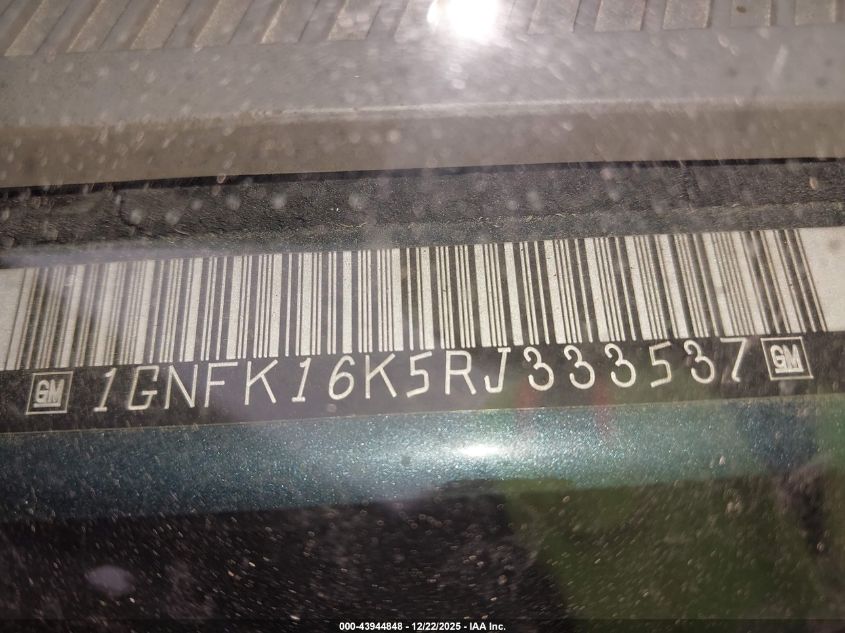 GM 1GNFK16K5RJ333537 GM
000-43944848 - 12/22/2025 - IAA Inc.